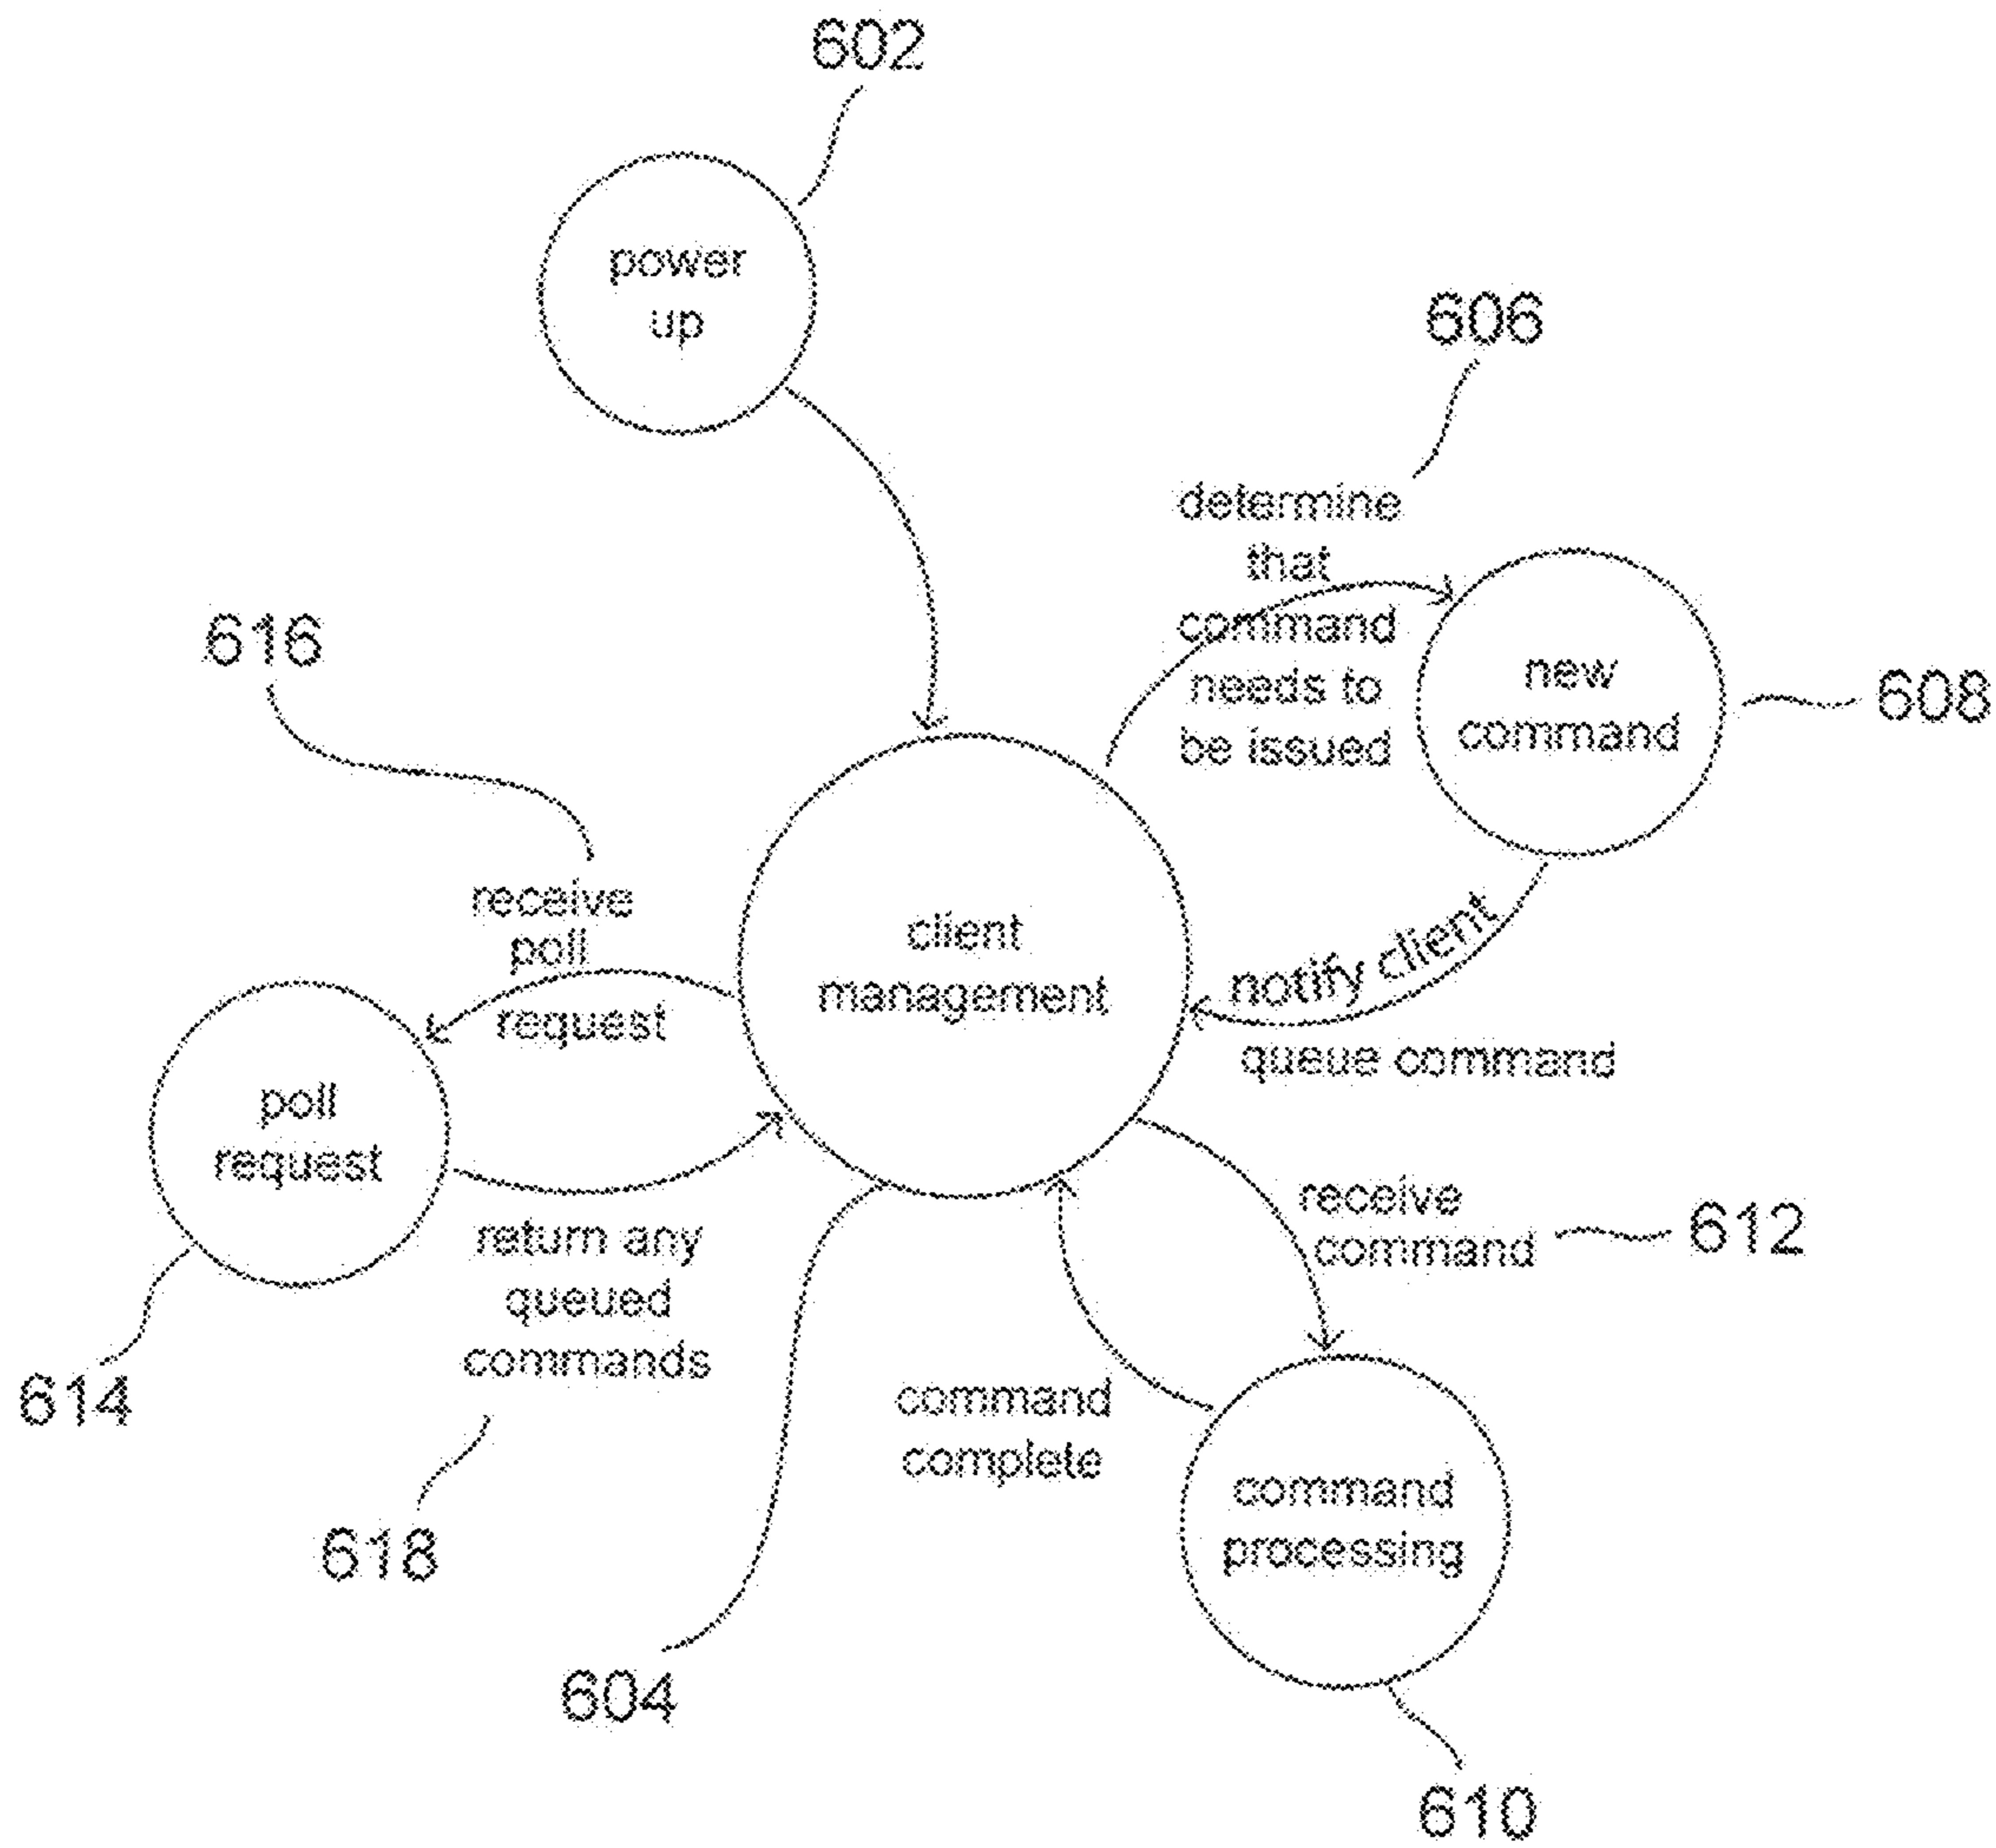 602
power
up
606
determine
that
command
needs to
be issued
new
command
608
616
receive
poll
request
client
management
notify client
queue command
poll
request
614
return any
queued
commands
618
receive
command
612
command
complete
command
processing
604
610